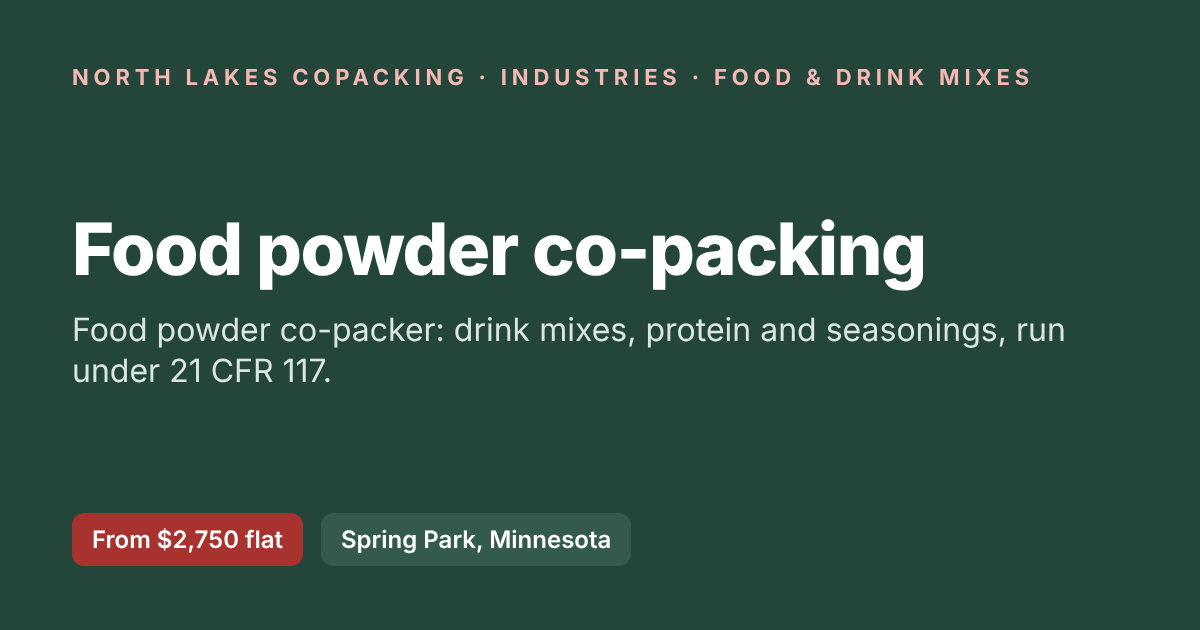 NORTH LAKES COPACKING · INDUSTRIES · FOOD & DRINK MIXES
Food powder co-packing
Food powder co-packer: drink mixes, protein and seasonings, run
under 21 CFR 117.
From $2,750 flat
Spring Park, Minnesota